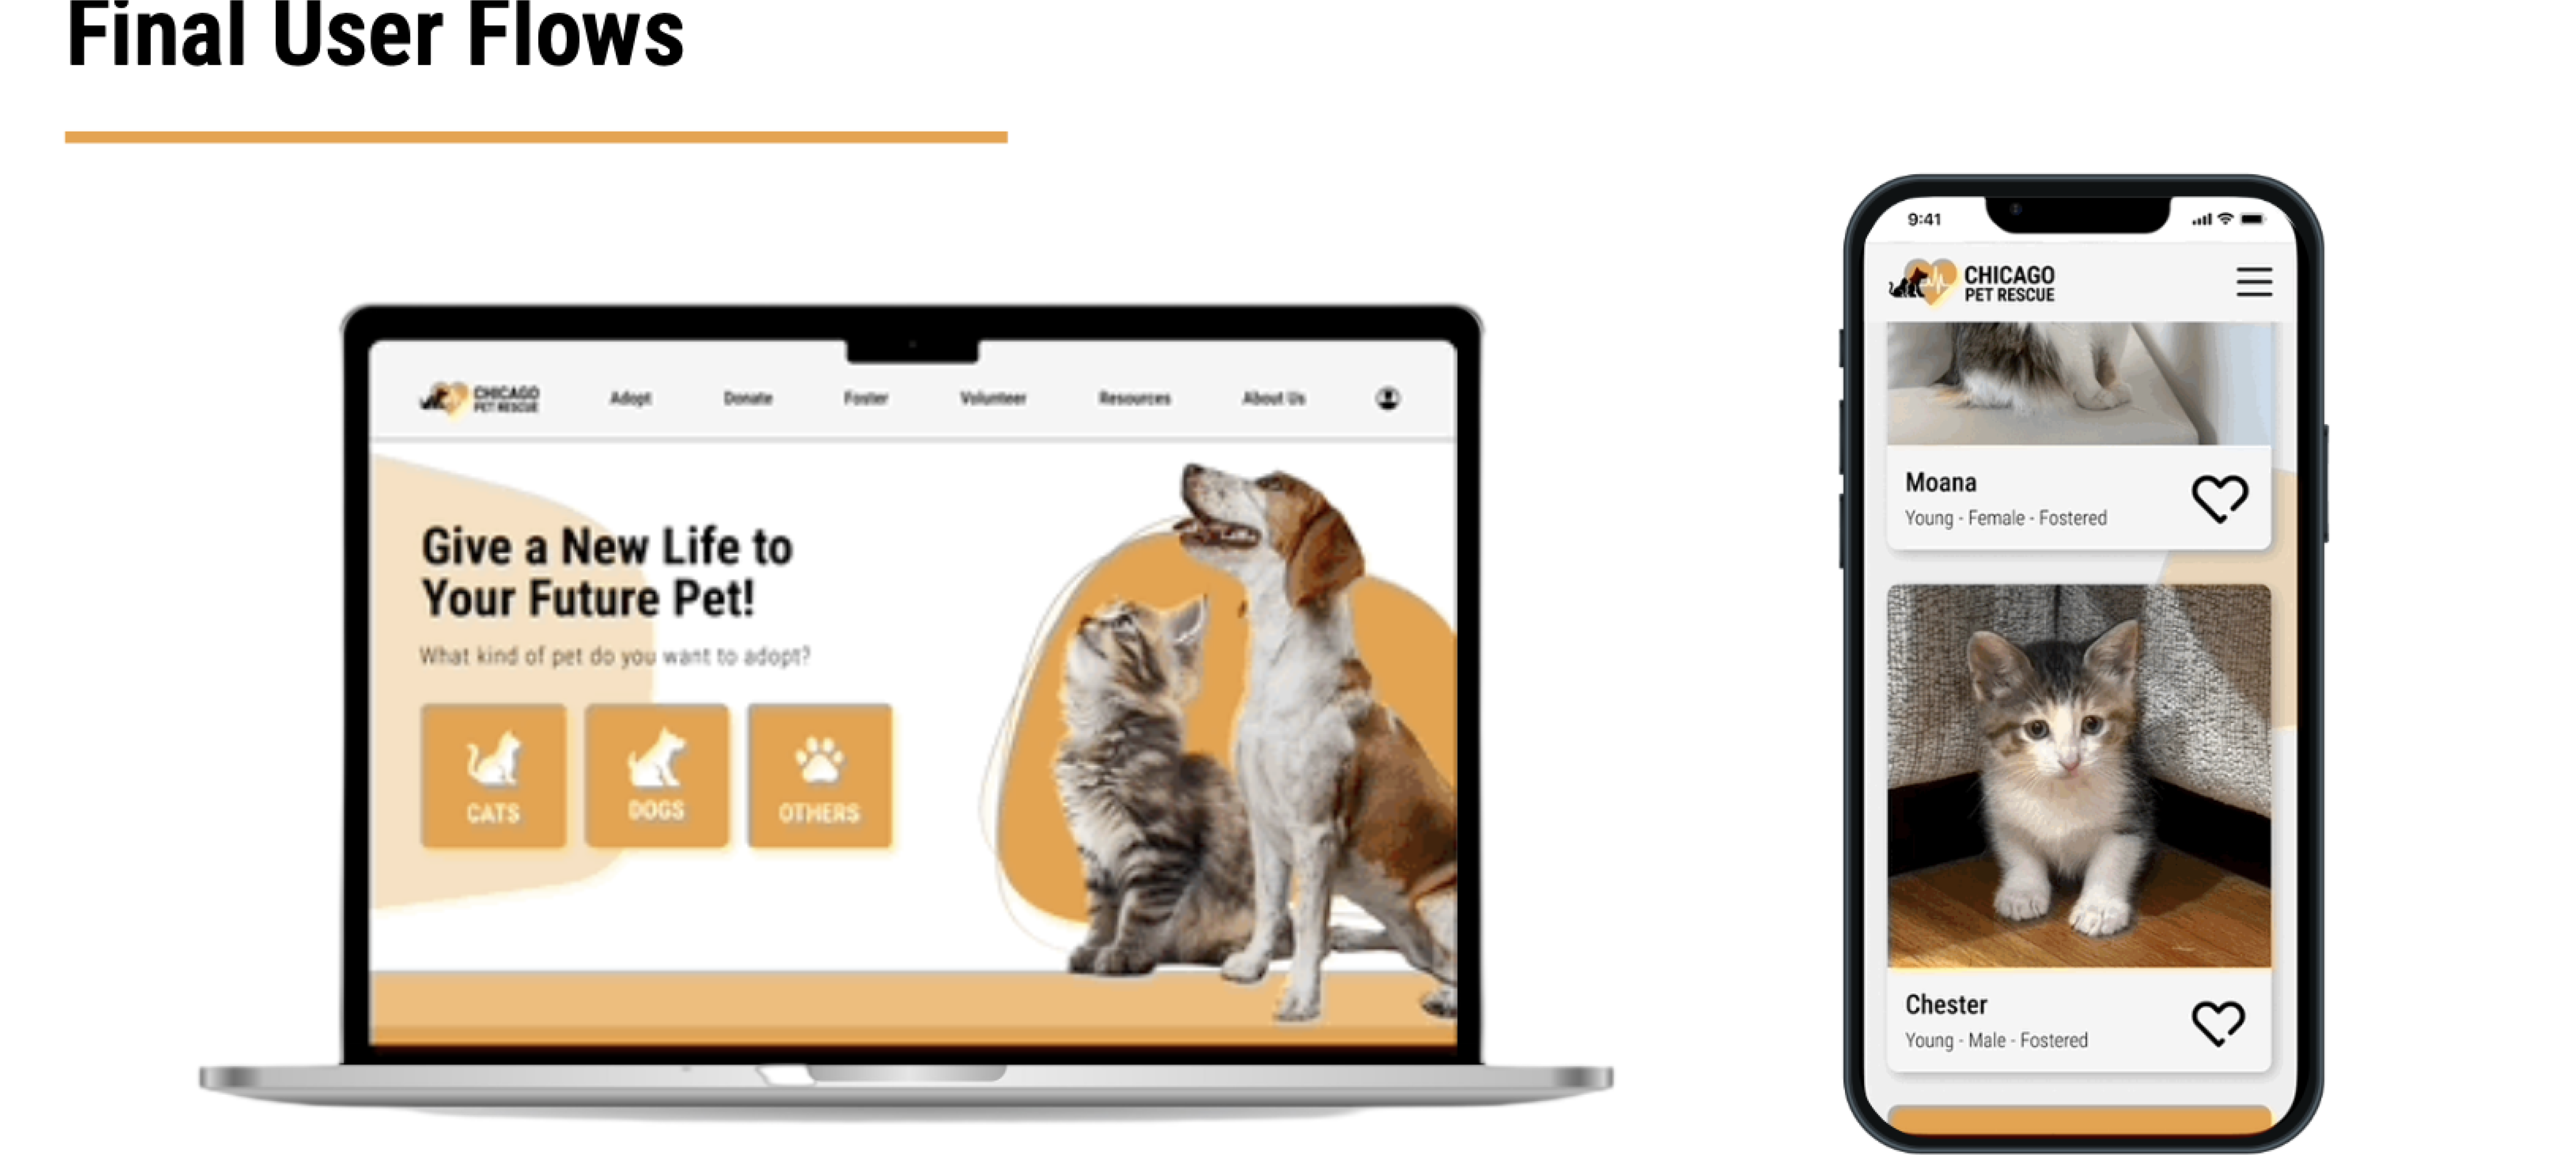 Final User Flows
CHICAGO
PET RESCUE
Adopt
Donate
Foster
Volunteer
Resources
About Us
Give a New Life to
Your Future Pet!
What kind of pet do you want to adopt?
CATS
DOGS
OTHERS
9:41
CHICAGO
PET RESCUE
Moana
Young - Female - Fostered
Chester
Young - Male - Fostered